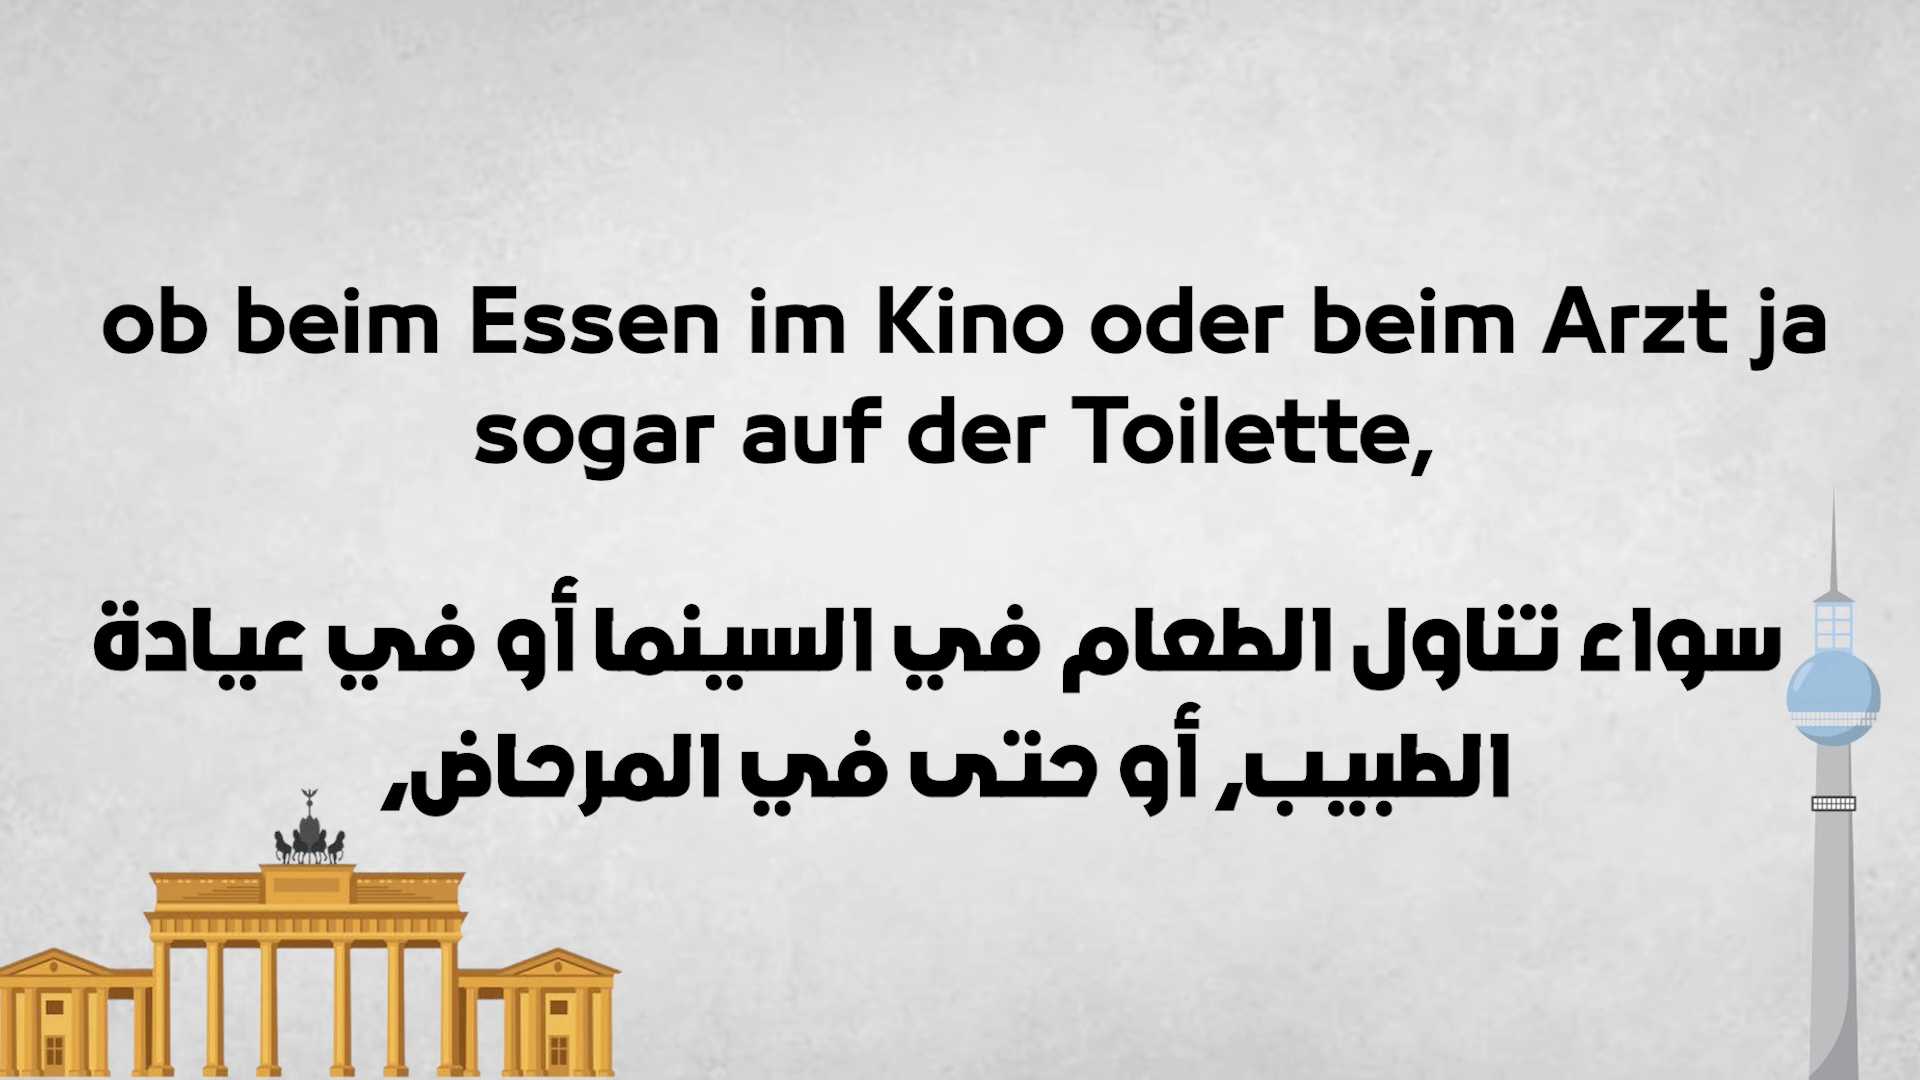 ob beim Essen im Kino oder beim Arzt ja
sogar auf der Toilette,
سواء تناول الطعام في السينما أو في عيادة
الطبيب, أو حتى في المرحاض,